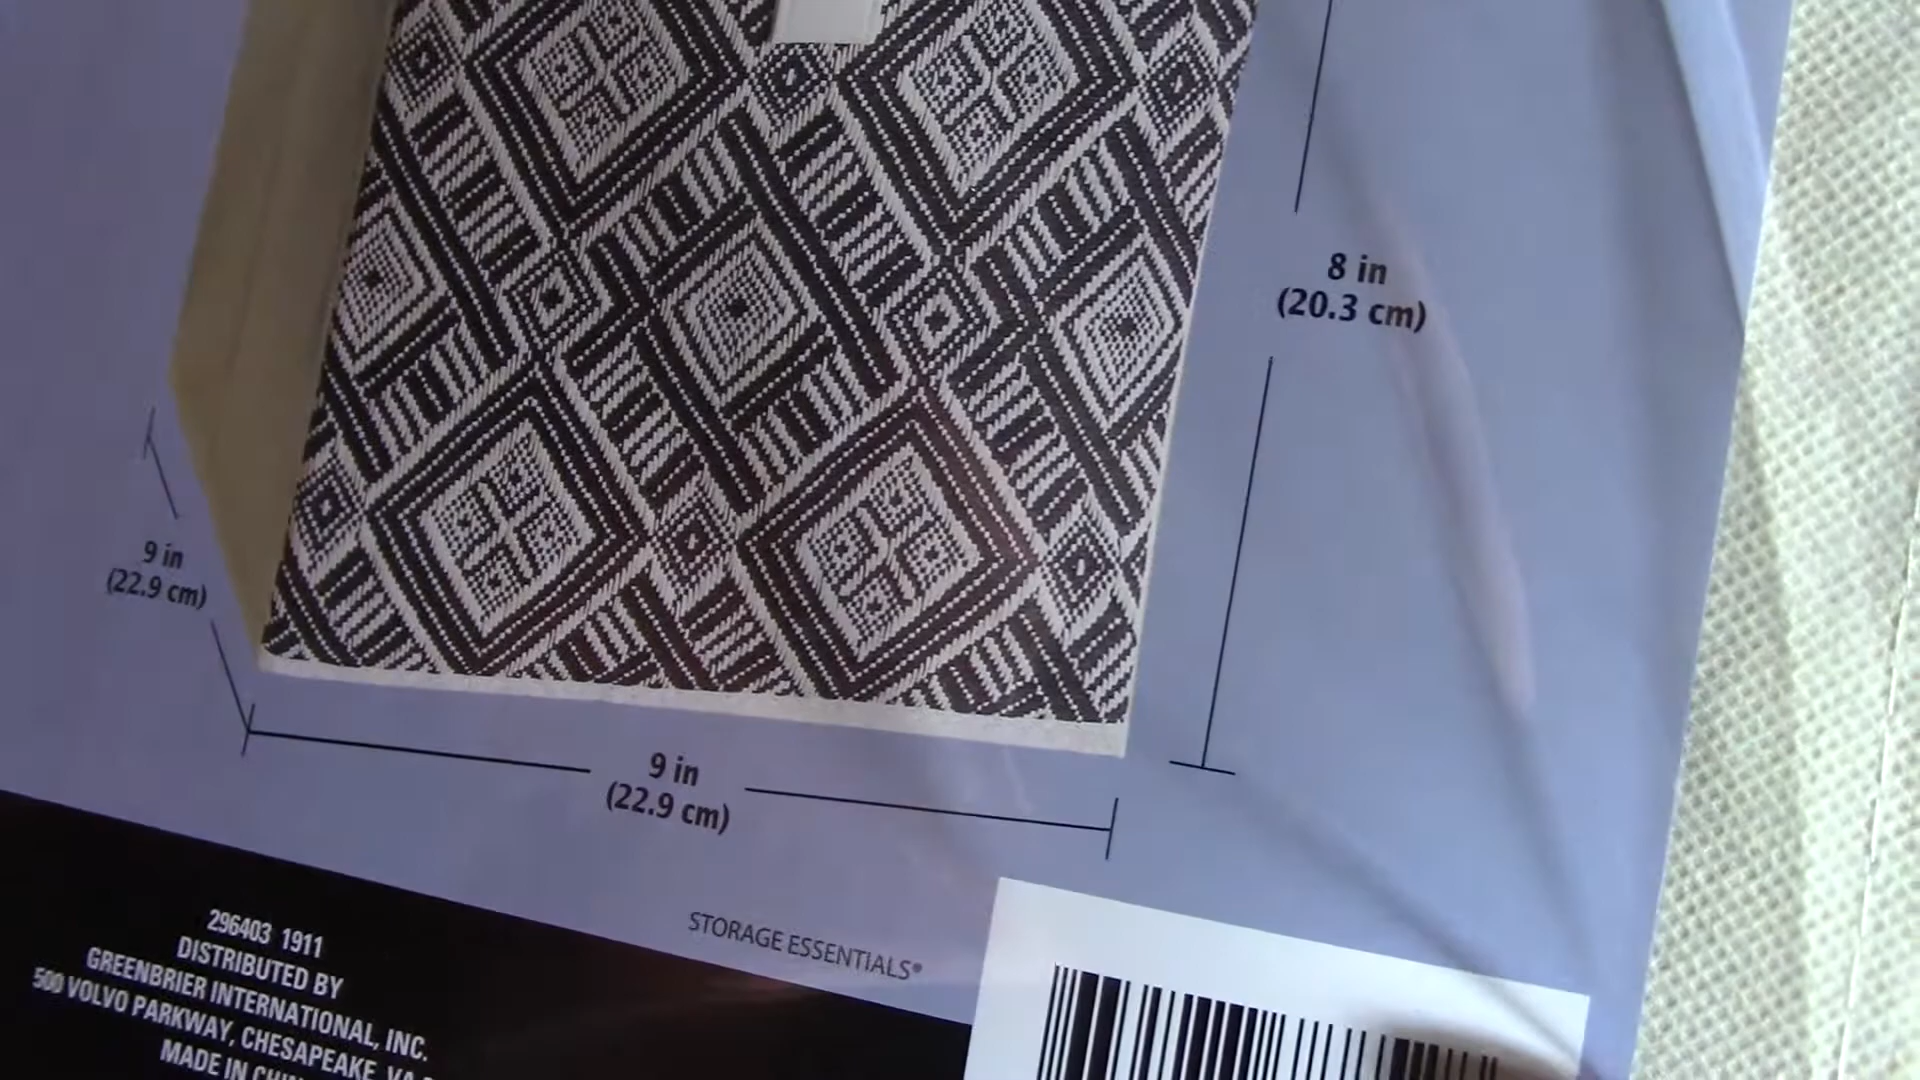 8 in
(20.3 cm)
9 in
(22.9 cm)
9 in
(22.9 cm)
STORAGE ESSENTIALS®
296403 1911
DISTRIBUTED BY
GREENBRIER INTERNATIONAL, INC.
500 VOLVO PARKWAY, CHESAPEAKE, VA
MADE IN